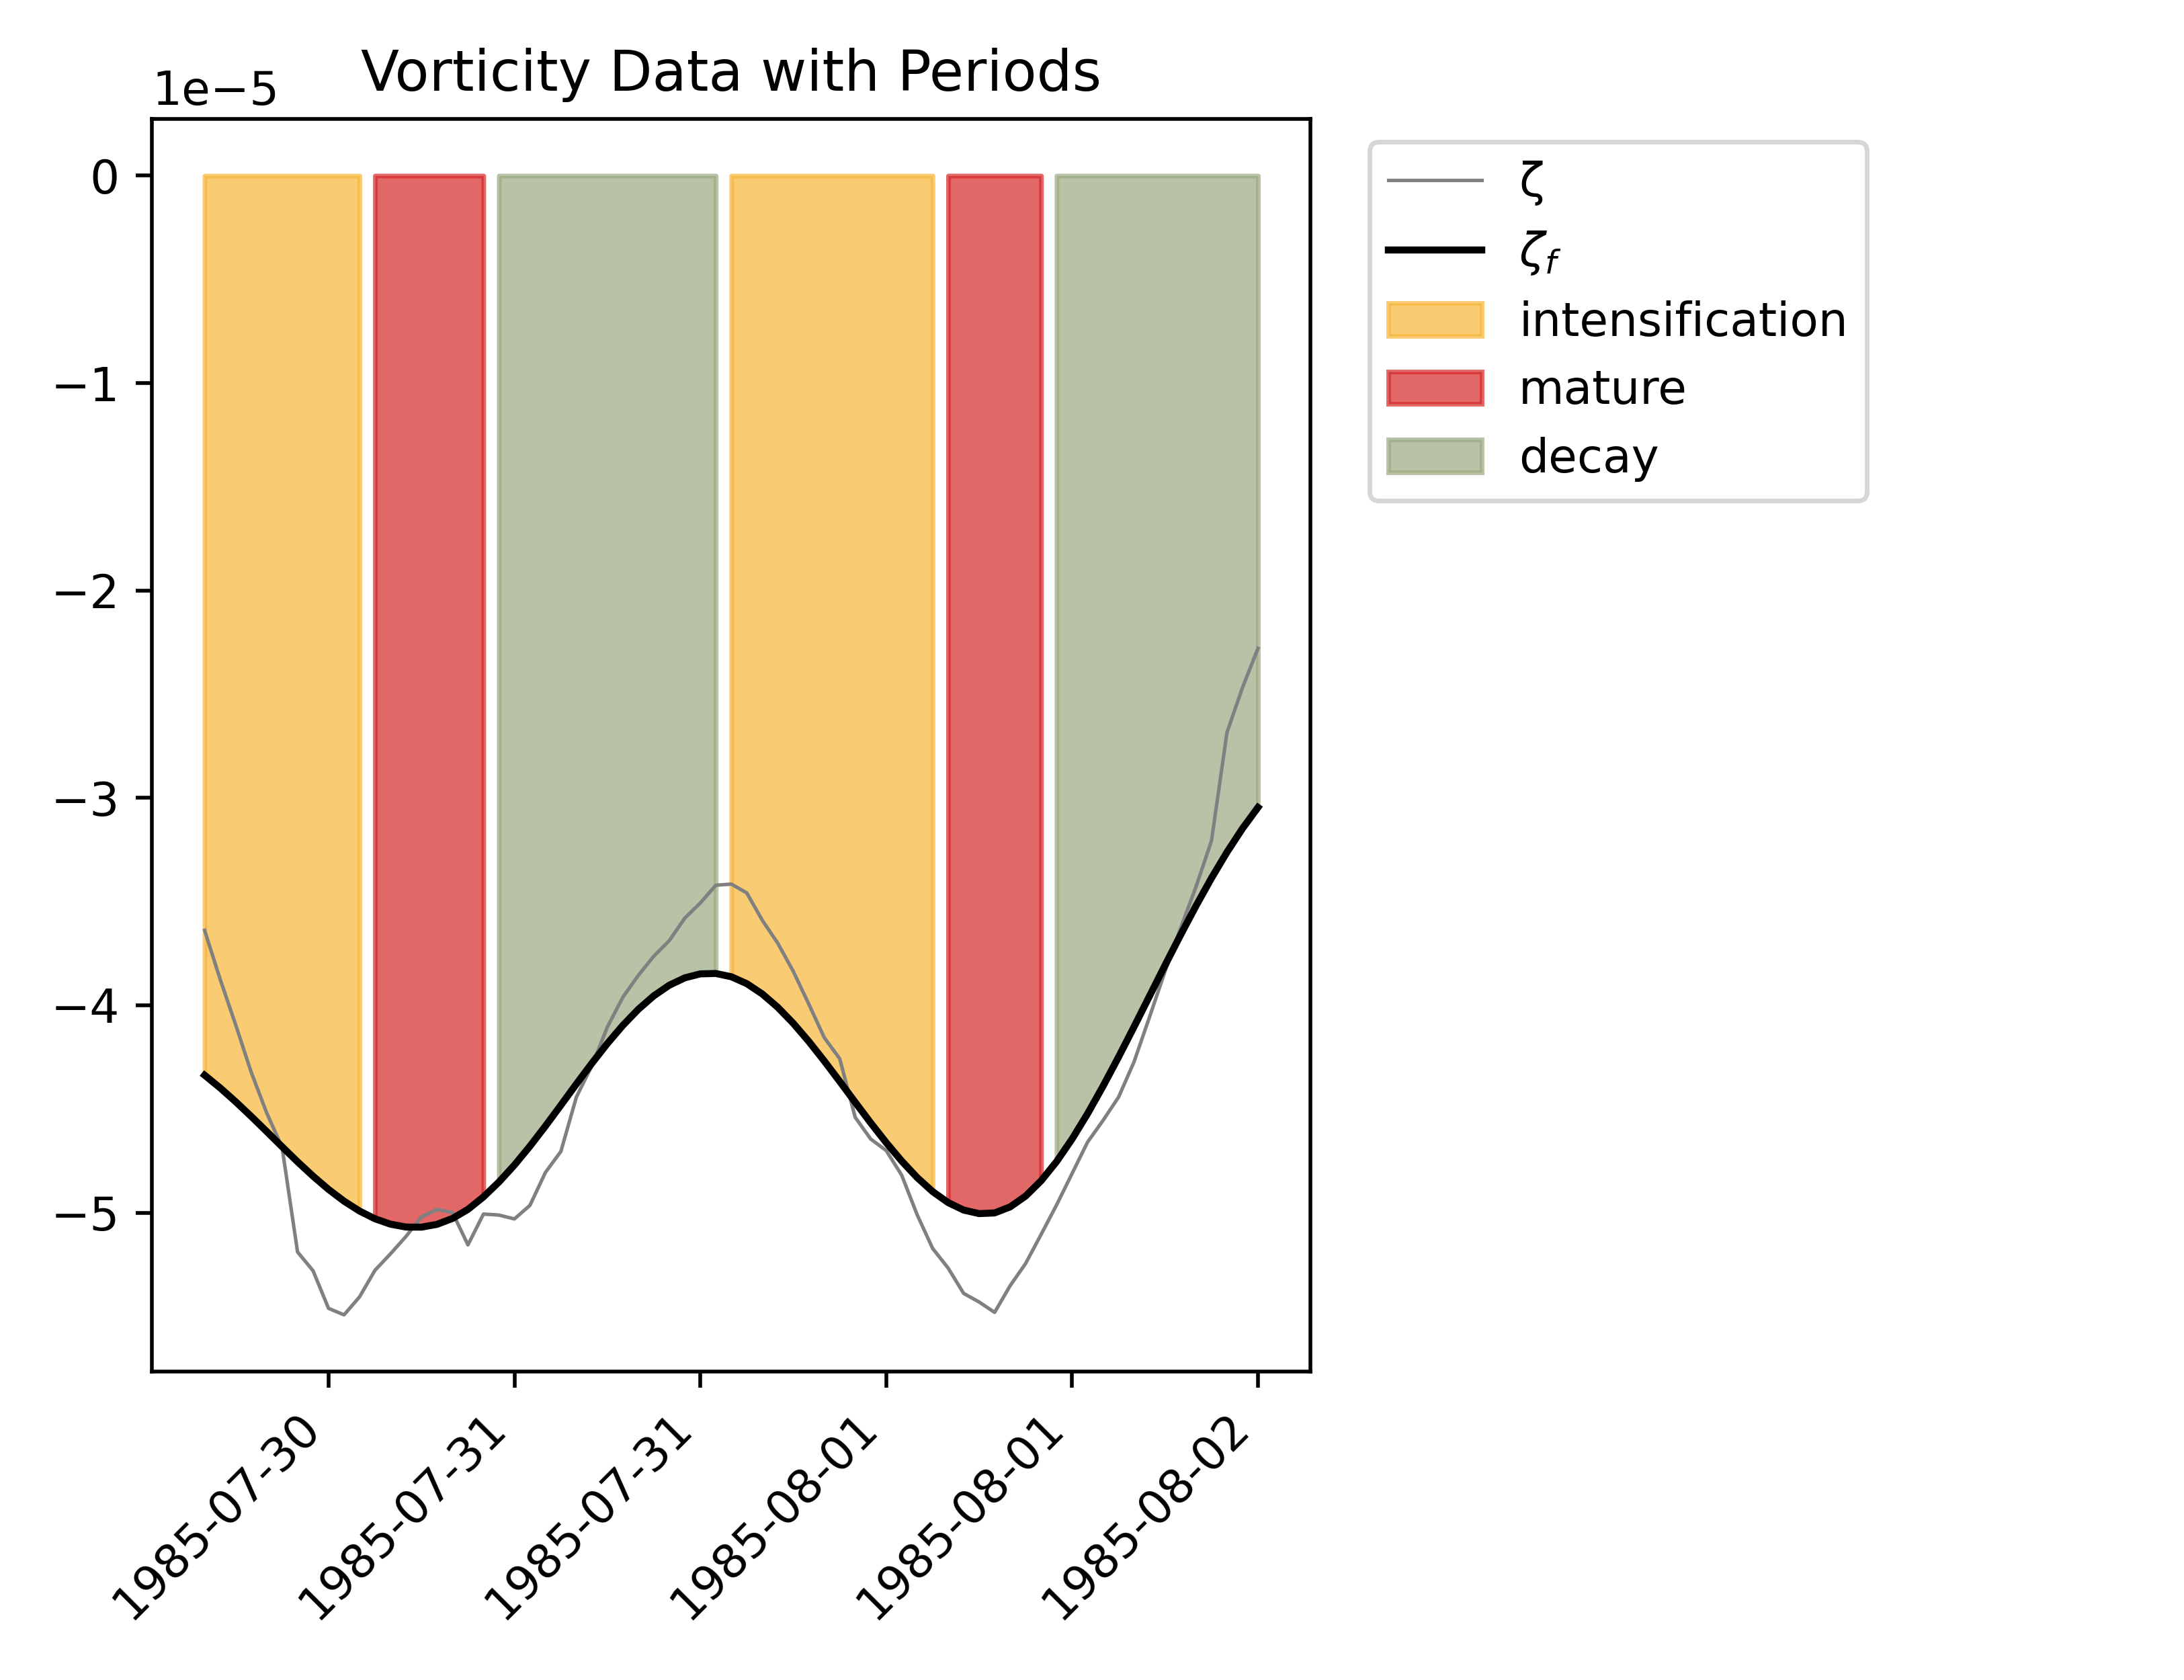 Vorticity Data with Periods
1e−5
0
−1
−2
−3
−4
−5
1985-07-30
1985-07-31
1985-07-31
1985-08-01
1985-08-01
1985-08-02
ζ
ζf
intensification
mature
decay